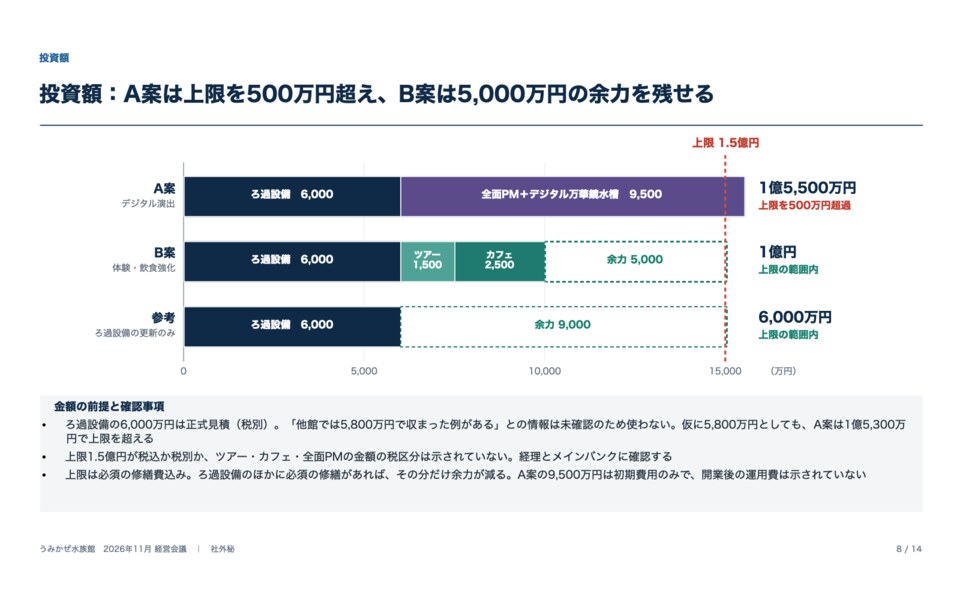 投資額
投資額：A案は上限を500万円超え、B案は5,000万円の余力を残せる
上限 1.5億円
A案
デジタル演出
ろ過設備 6,000
全面PM＋デジタル万華鏡水槽 9,500
1億5,500万円
上限を500万円超過
B案
体験・飲食強化
ろ過設備 6,000
ツアー
1,500
カフェ
2,500
余力 5,000
1億円
上限の範囲内
参考
ろ過設備の更新のみ
ろ過設備 6,000
余力 9,000
6,000万円
上限の範囲内
0 5,000 10,000 15,000 （万円）
金額の前提と確認事項
• ろ過設備の6,000万円は正式見積（税別）。「他館では5,800万円で収まった例がある」との情報は未確認のため使わない。仮に5,800万円としても、A案は1億5,300万
円で上限を超える
• 上限1.5億円が税込か税別か、ツアー・カフェ・全面PMの金額の税区分は示されていない。経理とメインバンクに確認する
• 上限は必須の修繕費込み。ろ過設備のほかに必須の修繕があれば、その分だけ余力が減る。A案の9,500万円は初期費用のみで、開業後の運用費は示されていない
うみかぜ水族館 2026年11月 経営会議 ｜ 社外秘
8 / 14